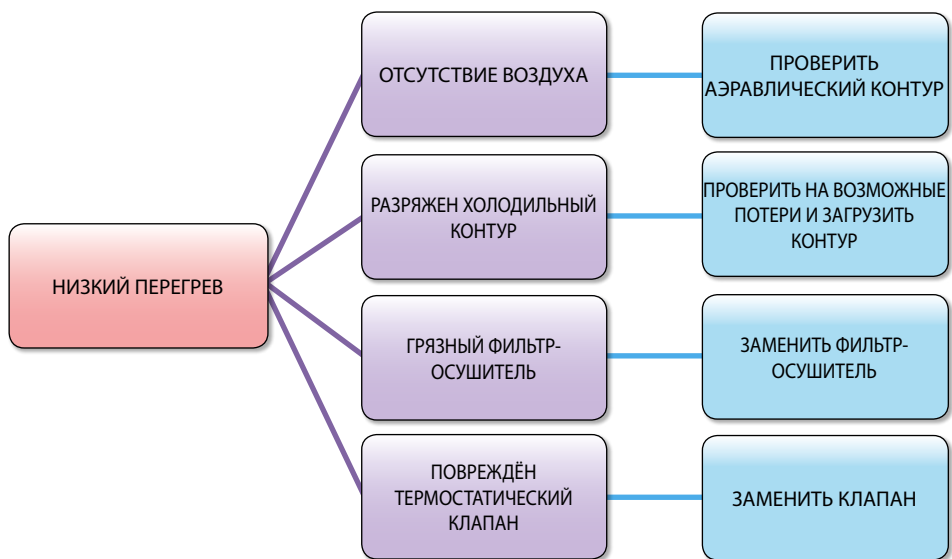 НИЗКИЙ ПЕРЕГРЕВ
ОТСУТСТВИЕ ВОЗДУХА
ПРОВЕРИТЬ
АЭРАВЛИЧЕСКИЙ КОНТУР
РАЗРЯЖЕН ХОЛОДИЛЬНЫЙ
КОНТУР
ПРОВЕРИТЬ НА ВОЗМОЖНЫЕ
ПОТЕРИ И ЗАГРУЗИТЬ
КОНТУР
ГРЯЗНЫЙ ФИЛЬТР-
ОСУШИТЕЛЬ
ЗАМЕНИТЬ ФИЛЬТР-
ОСУШИТЕЛЬ
ПОВРЕЖДЁН
ТЕРМОСТАТИЧЕСКИЙ
КЛАПАН
ЗАМЕНИТЬ КЛАПАН